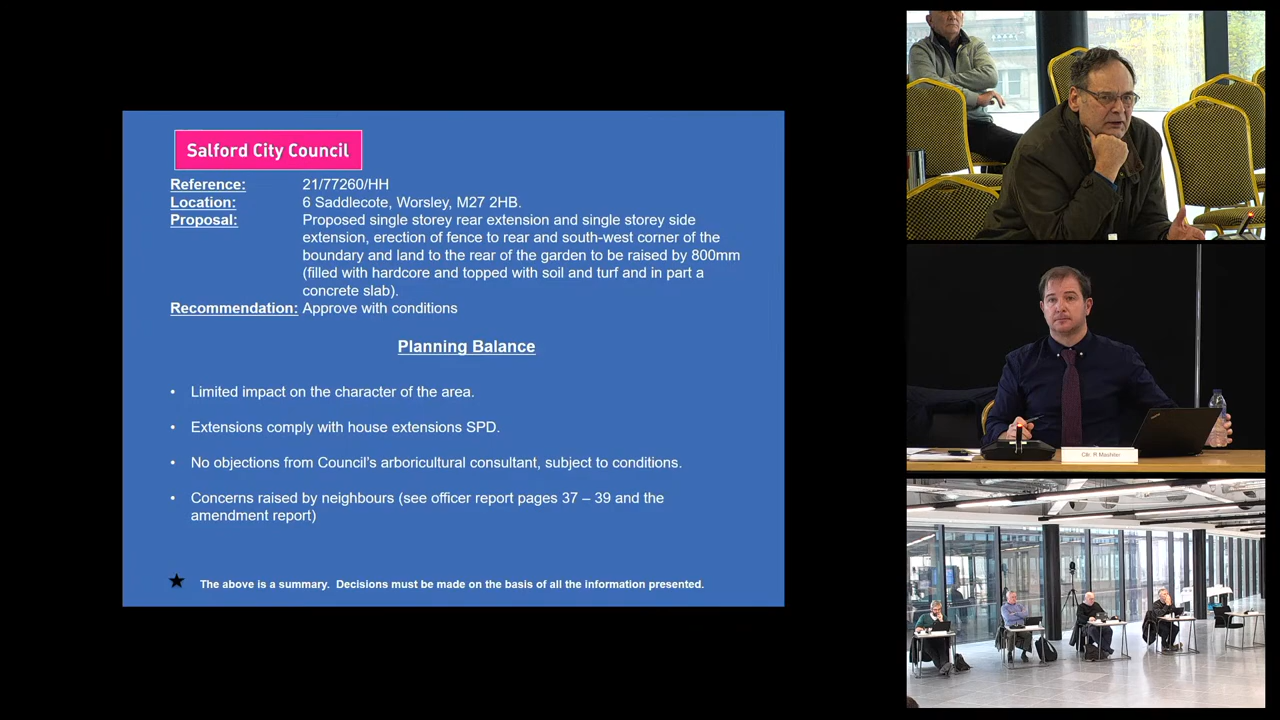 Salford City Council
Reference: 21/77260/HH
Location: 6 Saddlecote, Worsley, M27 2HB.
Proposal: Proposed single storey rear extension and single storey side
extension, erection of fence to rear and south-west corner of the
boundary and land to the rear of the garden to be raised by 800mm
(filled with hardcore and topped with soil and turf and in part a
concrete slab).
Recommendation: Approve with conditions
Planning Balance
• Limited impact on the character of the area.
• Extensions comply with house extensions SPD.
• No objections from Council's arboricultural consultant, subject to conditions.
• Concerns raised by neighbours (see officer report pages 37 – 39 and the
amendment report)
★ The above is a summary. Decisions must be made on the basis of all the information presented.
Cllr. R Mashiter